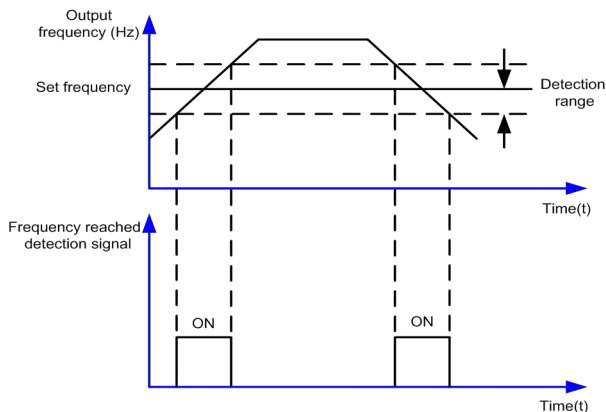 Output
frequency (Hz)
Set frequency
Detection
range
Time(t)
Frequency reached
detection signal
ON
ON
Time(t)